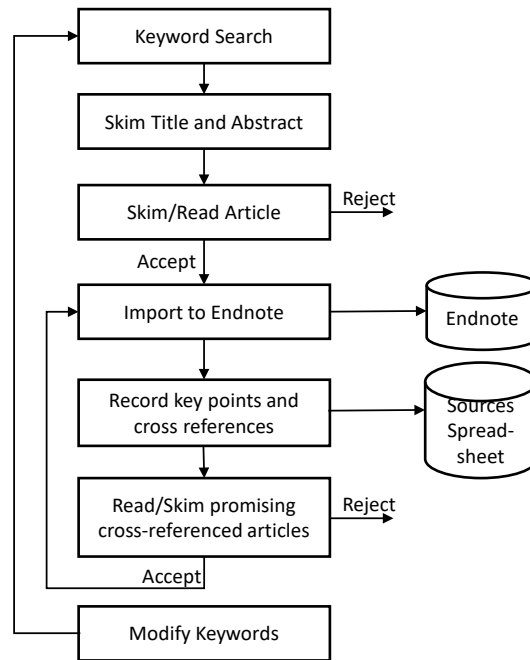 Keyword Search
Skim Title and Abstract
Skim/Read Article
Reject
Accept
Import to Endnote
Endnote
Record key points and
cross references
Sources
Spread-
sheet
Read/Skim promising
cross-referenced articles
Reject
Accept
Modify Keywords